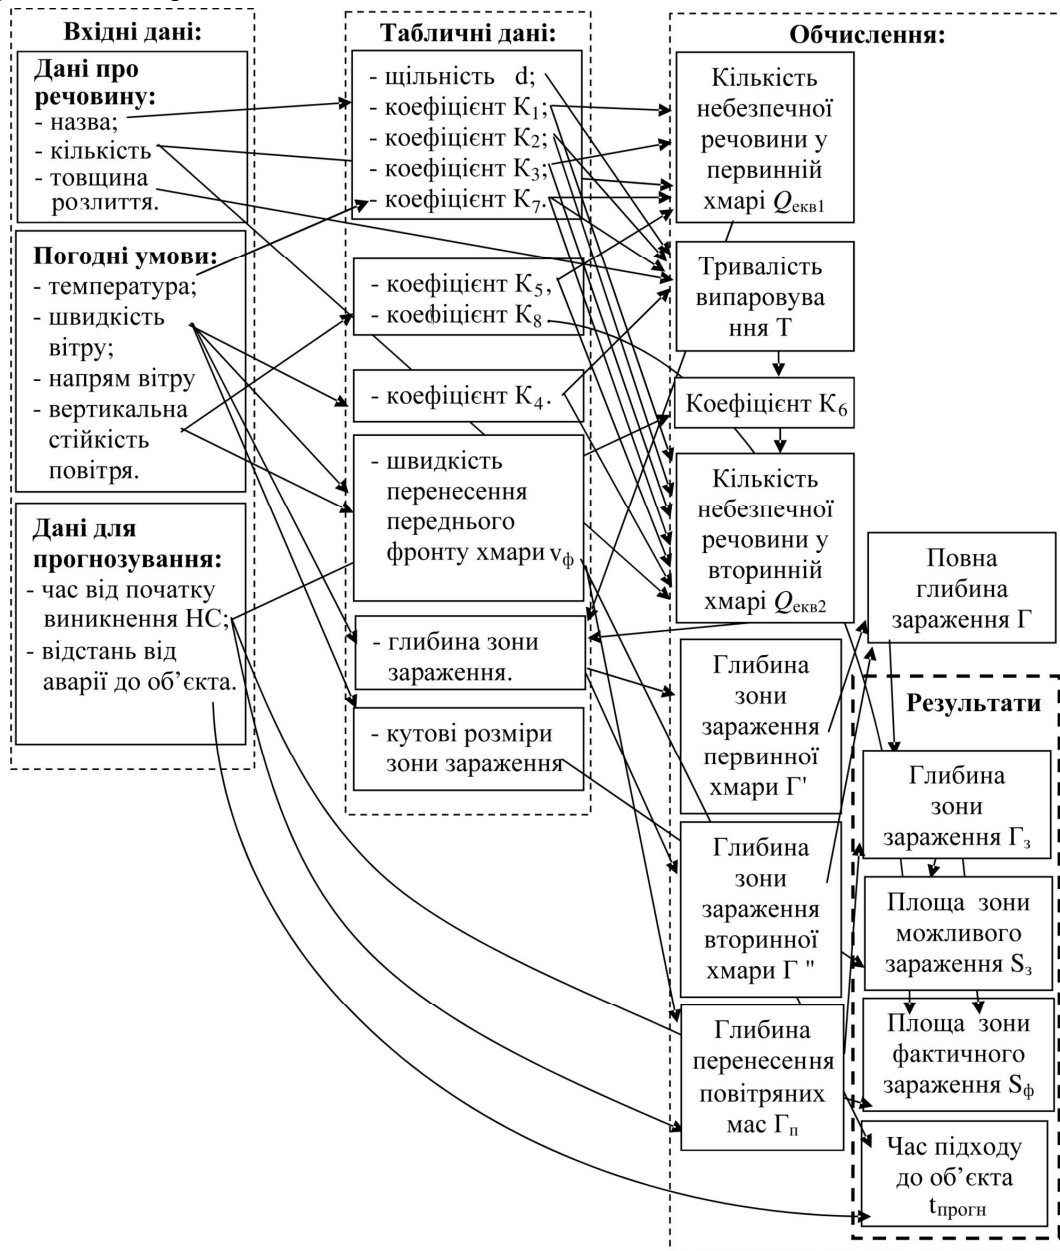 Вхідні дані:
Дані про
речовину:
- назва;
- кількість
- товщина
розлиття.
Погодні умови:
- температура;
- швидкість
вітру;
- напрям вітру
- вертикальна
стійкість
повітря.
Дані для
прогнозування:
- час від початку
виникнення НС;
- відстань від
аварії до об’єкта.
Табличні дані:
- щільність d;
- коефіцієнт К₁;
- коефіцієнт К₂;
- коефіцієнт К₃;
- коефіцієнт К₇.
- коефіцієнт К₅,
- коефіцієнт К₈.
- коефіцієнт К₄.
- швидкість
перенесення
переднього
фронту хмари vф
- глибина зони
зараження.
- кутові розміри
зони зараження
Обчислення:
Кількість
небезпечної
речовини у
первинній
хмарі Qекв1
Тривалість
випаровува
ння Т
Коефіцієнт К₆
Кількість
небезпечної
речовини у
вторинній
хмарі Qекв2
Глибина
зони
зараження
первинної
хмари Г'
Глибина
зони
зараження
вторинної
хмари Г "
Глибина
перенесення
повітряних
мас Гп
Повна
глибина
зараження Г
Результати
Глибина
зони
зараження Гз
Площа зони
можливого
зараження Sз
Площа зони
фактичного
зараження Sф
Час підходу
до об’єкта
tпрогн